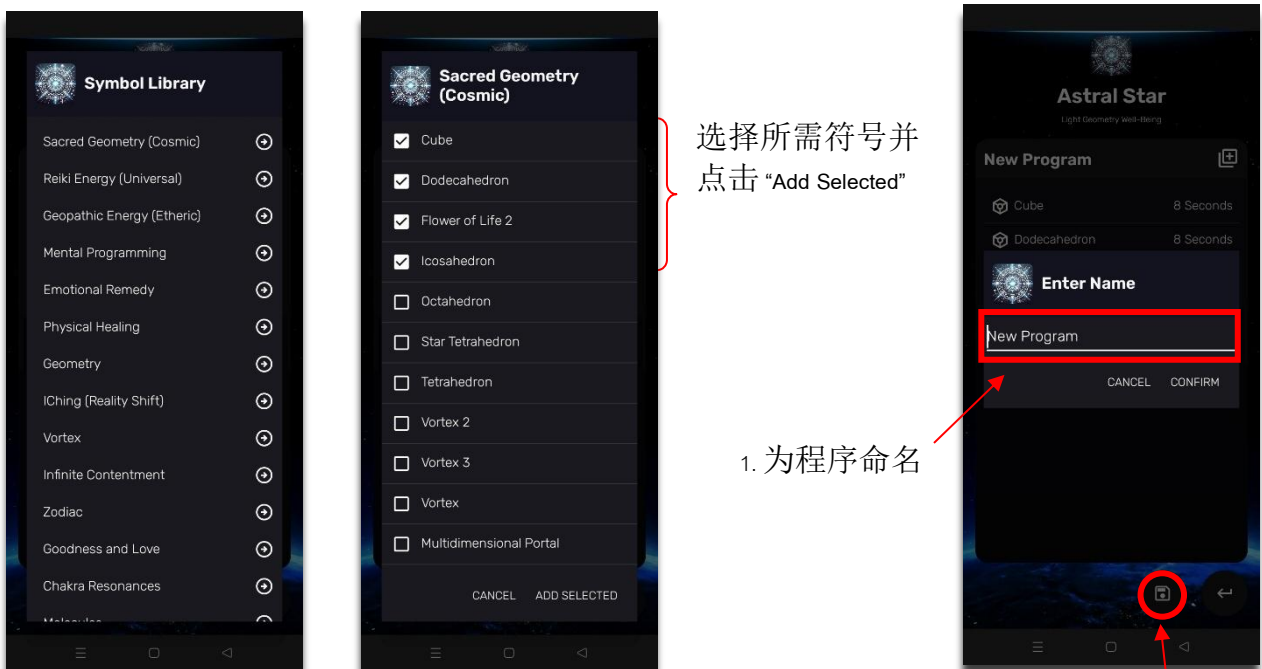 Symbol Library
Sacred Geometry (Cosmic)
Reiki Energy (Universal)
Geopathic Energy (Etheric)
Mental Programming
Emotional Remedy
Physical Healing
Geometry
IChing (Reality Shift)
Vortex
Infinite Contentment
Zodiac
Goodness and Love
Chakra Resonances
Sacred Geometry
(Cosmic)
Cube
Dodecahedron
Flower of Life 2
Icosahedron
Octahedron
Star Tetrahedron
Tetrahedron
Vortex 2
Vortex 3
Vortex
Multidimensional Portal
CANCEL ADD SELECTED
选择所需符号并
点击 “Add Selected”
1. 为程序命名
Astral Star
Light Geometry Well-Being
New Program
Cube 8 Seconds
Dodecahedron 8 Seconds
Enter Name
New Program
CANCEL CONFIRM